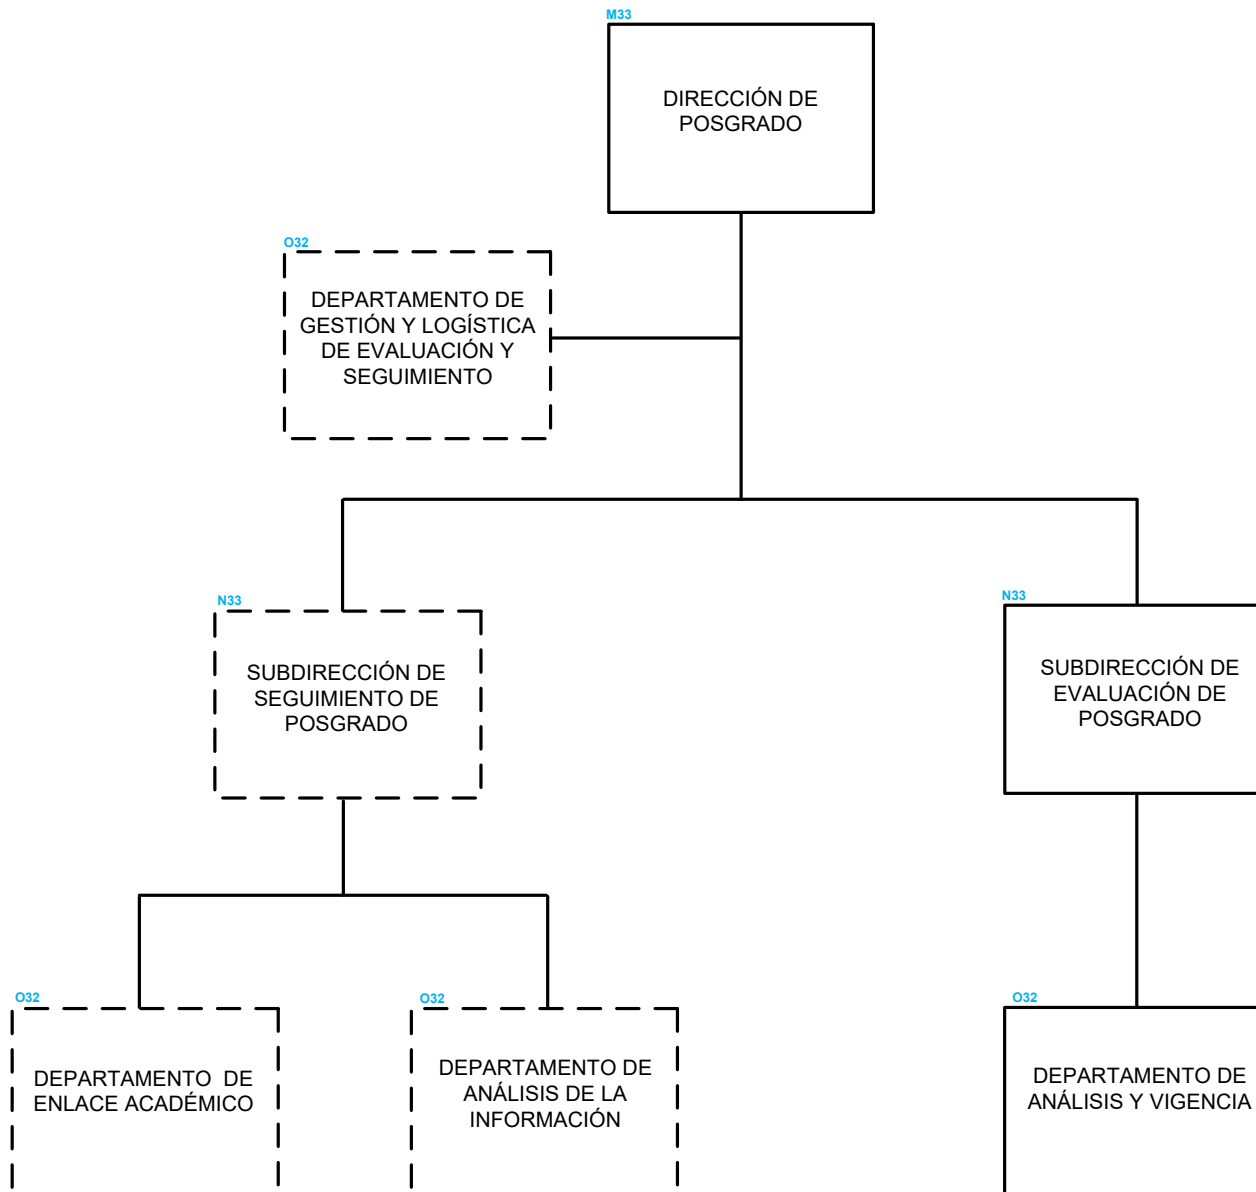 M33
DIRECCIÓN DE
POSGRADO
O32
DEPARTAMENTO DE
GESTIÓN Y LOGÍSTICA
DE EVALUACIÓN Y
SEGUIMIENTO
N33
SUBDIRECCIÓN DE
SEGUIMIENTO DE
POSGRADO
N33
SUBDIRECCIÓN DE
EVALUACIÓN DE
POSGRADO
O32
DEPARTAMENTO  DE
ENLACE ACADÉMICO
O32
DEPARTAMENTO DE
ANÁLISIS DE LA
INFORMACIÓN
O32
DEPARTAMENTO DE
ANÁLISIS Y VIGENCIA